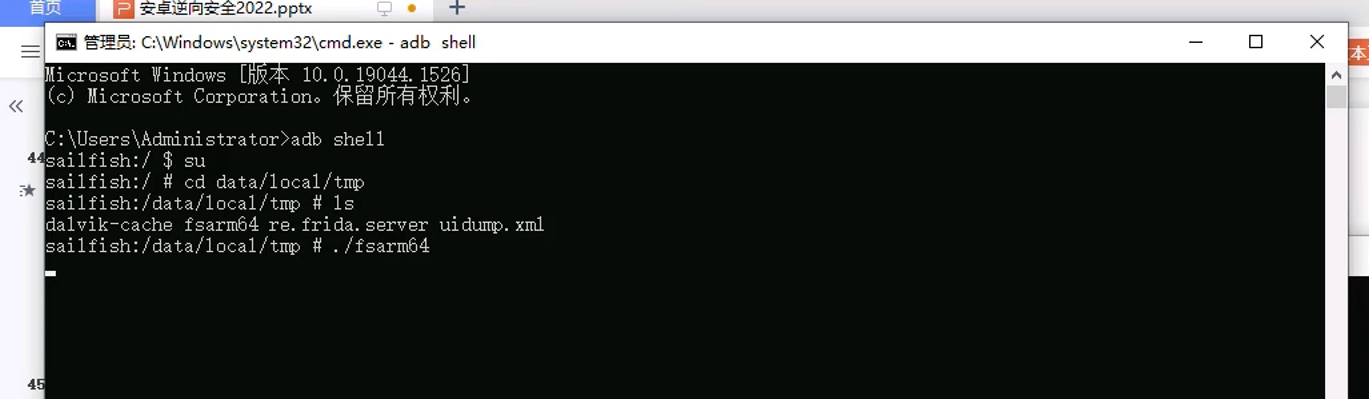 首页
安卓逆向安全2022.pptx
管理员: C:\Windows\system32\cmd.exe - adb shell
本
Microsoft Windows [版本 10.0.19044.1526]
(c) Microsoft Corporation。保留所有权利。
C:\Users\Administrator>adb shell
44
sailfish:/ $ su
sailfish:/ # cd data/local/tmp
sailfish:/data/local/tmp # ls
dalvik-cache fsarm64 re.frida.server uidump.xml
sailfish:/data/local/tmp # ./fsarm64
45